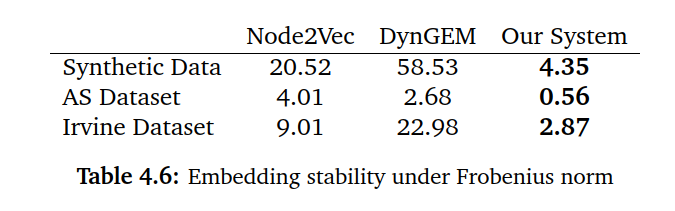 Node2Vec DynGEM Our System
Synthetic Data 20.52 58.53 4.35
AS Dataset 4.01 2.68 0.56
Irvine Dataset 9.01 22.98 2.87
Table 4.6: Embedding stability under Frobenius norm